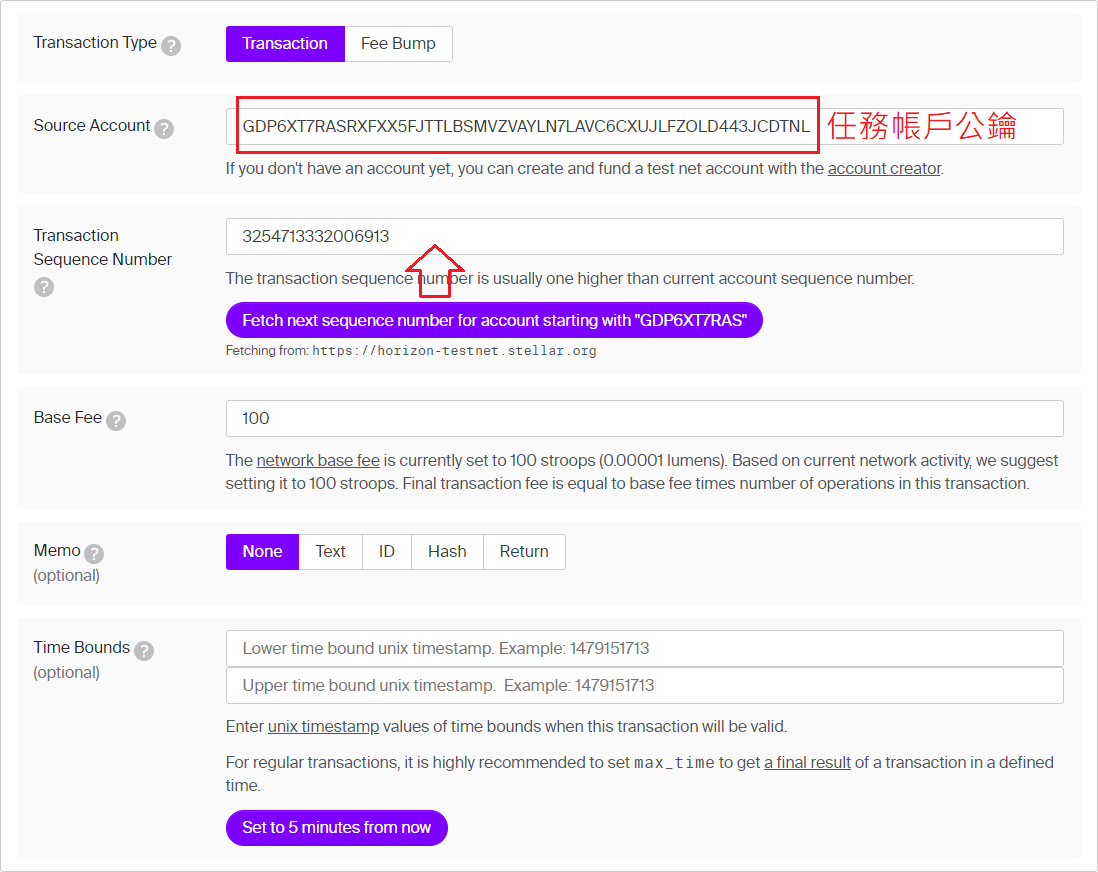 Transaction Type ?
Transaction Fee Bump
Source Account ?
GDP6XT7RASRXFXX5FJTTLBSMVZVAYLN7LAVC6CXUJLFZOLD443JCDTNL 任務帳戶公鑰
If you don't have an account yet, you can create and fund a test net account with the account creator.
Transaction
Sequence Number
?
3254713332006913
The transaction sequence number is usually one higher than current account sequence number.
Fetch next sequence number for account starting with "GDP6XT7RAS"
Fetching from: https://horizon-testnet.stellar.org
Base Fee ?
100
The network base fee is currently set to 100 stroops (0.00001 lumens). Based on current network activity, we suggest
setting it to 100 stroops. Final transaction fee is equal to base fee times number of operations in this transaction.
Memo ?
(optional)
None Text ID Hash Return
Time Bounds ?
(optional)
Lower time bound unix timestamp. Example: 1479151713
Upper time bound unix timestamp. Example: 1479151713
Enter unix timestamp values of time bounds when this transaction will be valid.
For regular transactions, it is highly recommended to set max_time to get a final result of a transaction in a defined
time.
Set to 5 minutes from now